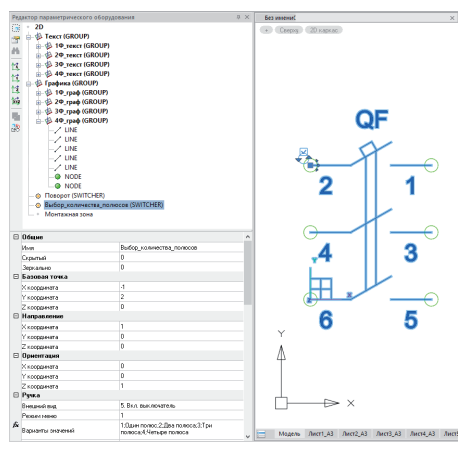 Редактор параметрического оборудования
2D
Текст (GROUP)
1Ф_текст (GROUP)
2Ф_текст (GROUP)
3Ф_текст (GROUP)
4Ф_текст (GROUP)
Графика (GROUP)
1Ф_граф (GROUP)
2Ф_граф (GROUP)
3Ф_граф (GROUP)
4Ф_граф (GROUP)
LINE
LINE
LINE
LINE
NODE
NODE
Поворот (SWITCHER)
Выбор_количества_полюсов (SWITCHER)
Монтажная зона
Общие
Имя Выбор_количества_полюсов
Скрытый 0
Зеркально 0
Базовая точка
X координата -1
Y координата 2
Z координата 0
Направление
X координата 1
Y координата 0
Z координата 0
Ориентация
X координата 0
Y координата 0
Z координата 1
Ручка
Внешний вид 5. Вкл. выключатель
Режим меню 1
fx Варианты значений 1;Один полюс;2;Два полюса;3;Три
полюса;4;Четыре полюса
Без имени0
+ Сверху 2D каркас
QF
2 1
4 3
6 5
Y
X
Модель Лист1_А3 Лист2_А3 Лист3_А3 Лист4_А3 Лист5